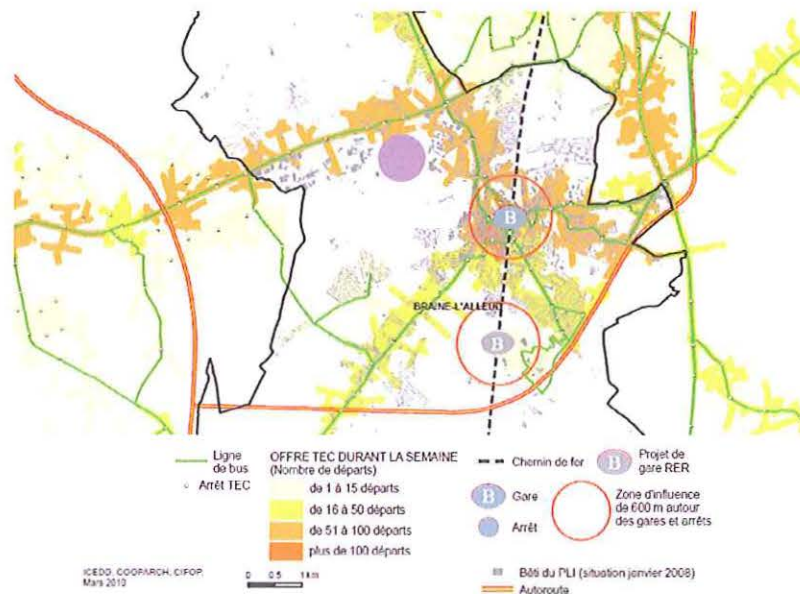 B
BRAINE-L'ALLEUD
B
Ligne
de bus
Arrêt TEC
OFFRE TEC DURANT LA SEMAINE
(Nombre de départs)
de 1 à 15 départs
de 16 à 50 départs
de 51 à 100 départs
plus de 100 départs
Chemin de fer
B
Gare
Arrêt
B
Projet de
gare RER
Zone d'influence
de 600 m autour
des gares et arrêts
ICEDD, COOPARCH, CIFOP.
Mars 2010
0 0.5 1 km
Bâti du PLI (situation janvier 2008)
Autoroute